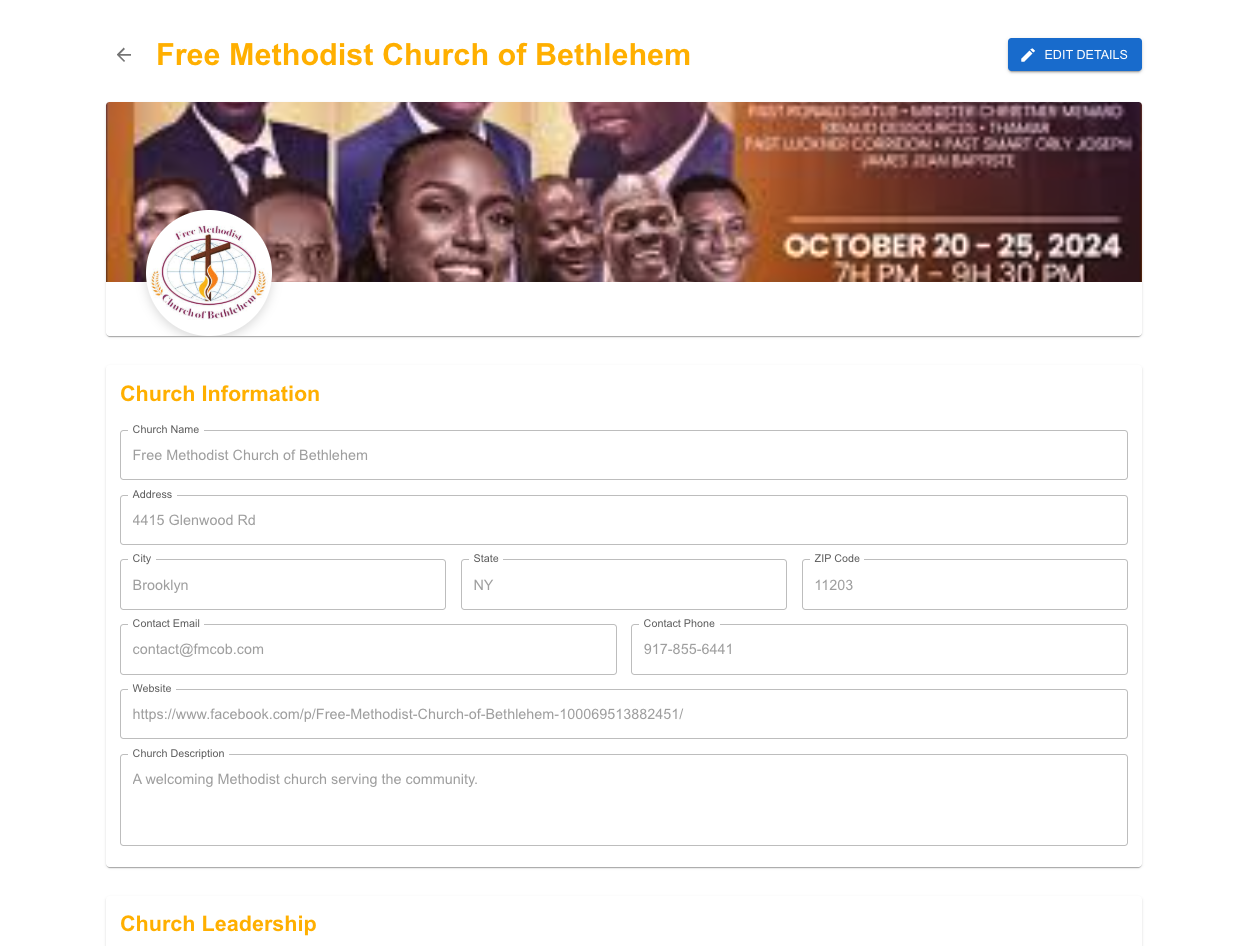 Free Methodist Church of Bethlehem
EDIT DETAILS
PAST RONALD DATUS • MINISTER CHRISTMER MENARD
RENAUD DESSOURCES • THAMAR
PAST LUCKNER CORRIDON • PAST SMART ORLY JOSEPH
JAMES JEAN BAPTISTE
OCTOBER 20 – 25, 2024
7H PM – 9H 30 PM
Free Methodist
Church of Bethlehem
Church Information
Church Name
Free Methodist Church of Bethlehem
Address
4415 Glenwood Rd
City
State
ZIP Code
Brooklyn
NY
11203
Contact Email
Contact Phone
contact@fmcob.com
917-855-6441
Website
https://www.facebook.com/p/Free-Methodist-Church-of-Bethlehem-100069513882451/
Church Description
A welcoming Methodist church serving the community.
Church Leadership